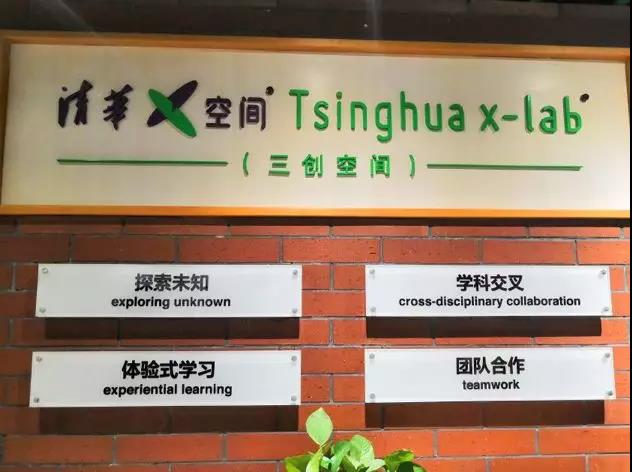 清华 X 空间 Tsinghua x-lab
（三创空间）
探索未知
exploring unknown
学科交叉
cross-disciplinary collaboration
体验式学习
experiential learning
团队合作
teamwork